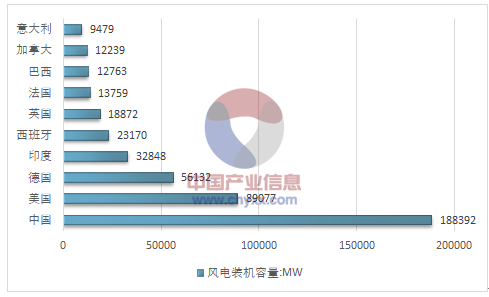 意大利 9479
加拿大 12239
巴西 12763
法国 13759
英国 18872
西班牙 23170
印度 32848
德国 56132
美国 89077
中国 188392
中国产业信息
www.chyxx.com
0 50000 100000 150000 200000
风电装机容量:MW